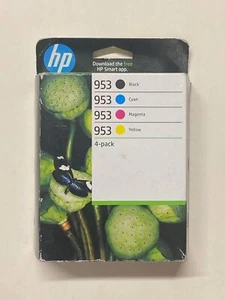 hp
Download the free
HP Smart app.
953 Black
953 Cyan
953 Magenta
953 Yellow
4-pack